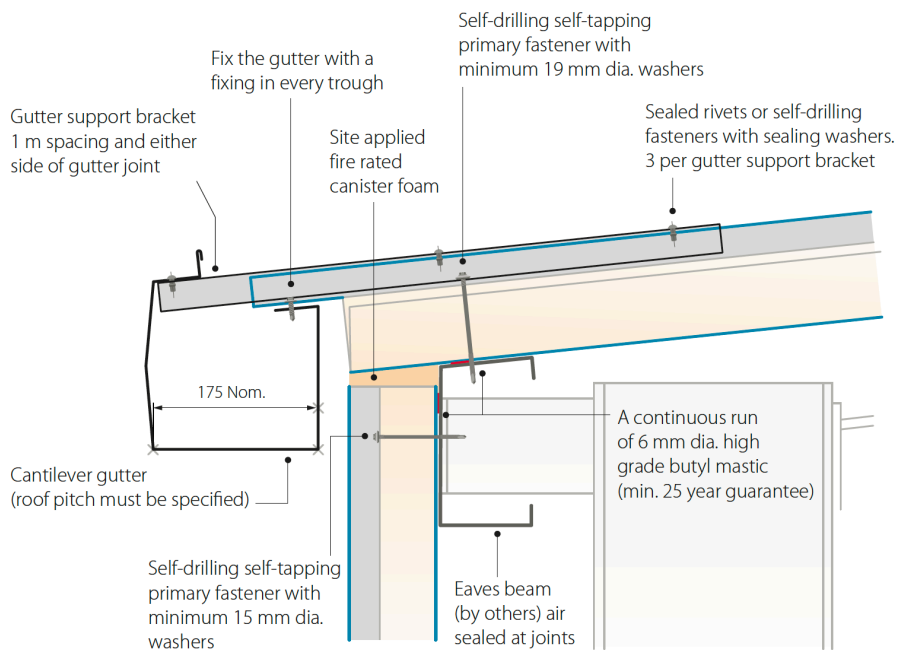 Self-drilling self-tapping
primary fastener with
minimum 19 mm dia. washers
Fix the gutter with a
fixing in every trough
Gutter support bracket
1 m spacing and either
side of gutter joint
Site applied
fire rated
canister foam
Sealed rivets or self-drilling
fasteners with sealing washers.
3 per gutter support bracket
175 Nom.
A continuous run
of 6 mm dia. high
grade butyl mastic
(min. 25 year guarantee)
Cantilever gutter
(roof pitch must be specified)
Self-drilling self-tapping
primary fastener with
minimum 15 mm dia.
washers
Eaves beam
(by others) air
sealed at joints